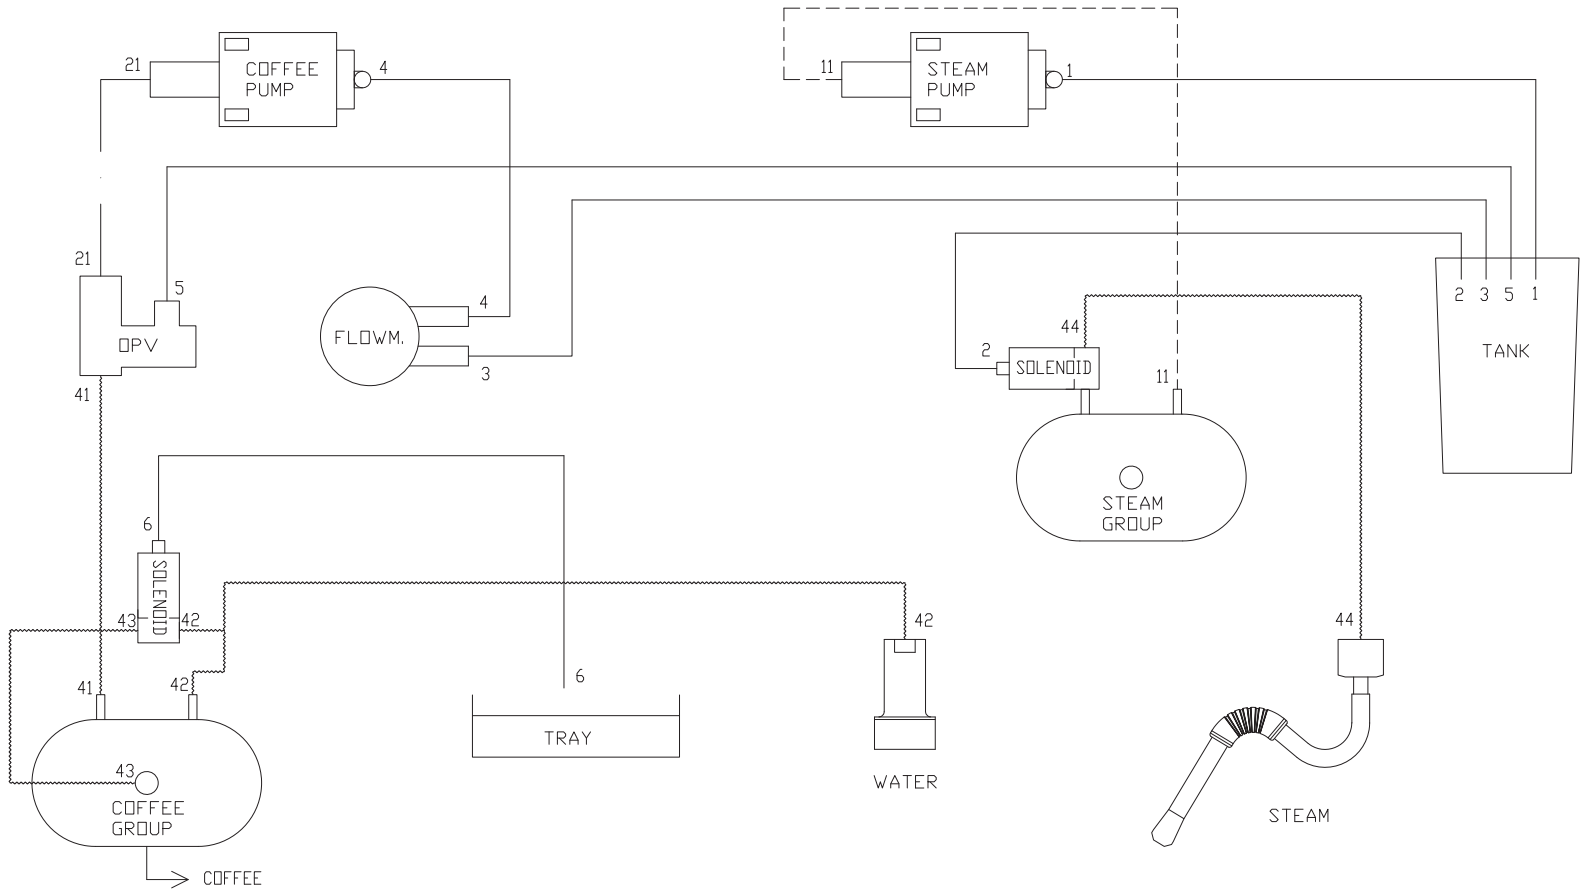 21
COFFEE
PUMP
4
11
STEAM
PUMP
1
21
5
OPV
41
FLOWM.
4
3
2
44
SOLENOID
11
STEAM
GROUP
2 3 5 1
TANK
6
SOLENOID
43
42
41
42
43
COFFEE
GROUP
COFFEE
6
TRAY
42
WATER
44
STEAM